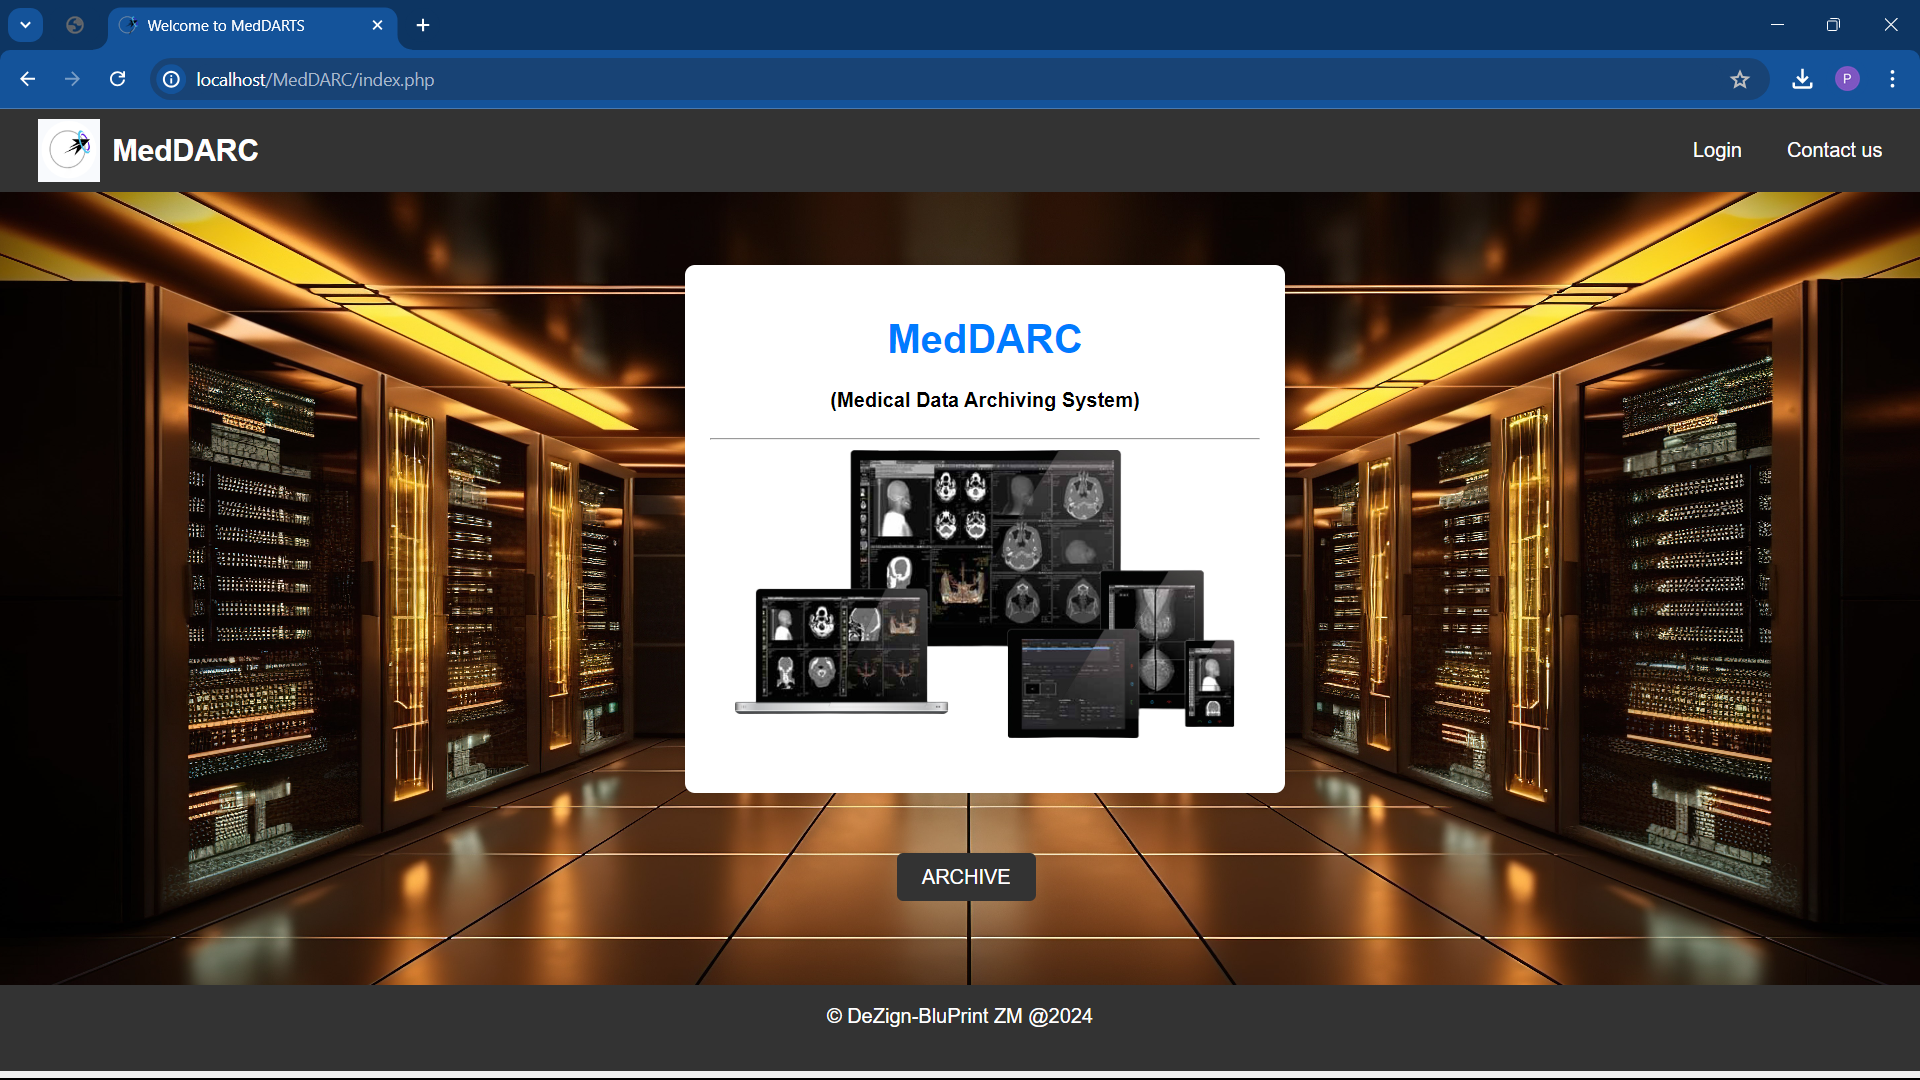 Welcome to MedDARTS
localhost/MedDARC/index.php
P
MedDARC
Login
Contact us
MedDARC
(Medical Data Archiving System)
ARCHIVE
© DeZign-BluPrint ZM @2024